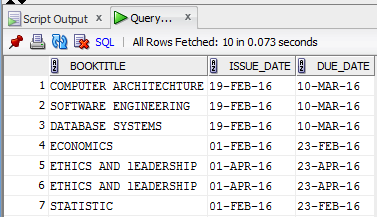 Script Output × Query... ×
SQL | All Rows Fetched: 10 in 0.073 seconds
BOOKTITLE ISSUE_DATE DUE_DATE
1 COMPUTER ARCHITECHTURE 19-FEB-16 10-MAR-16
2 SOFTWARE ENGINEERING 19-FEB-16 10-MAR-16
3 DATABASE SYSTEMS 19-FEB-16 10-MAR-16
4 ECONOMICS 01-FEB-16 23-FEB-16
5 ETHICS AND lEADERSHIP 01-APR-16 23-APR-16
6 ETHICS AND lEADERSHIP 01-APR-16 23-APR-16
7 STATISTIC 01-FEB-16 23-FEB-16